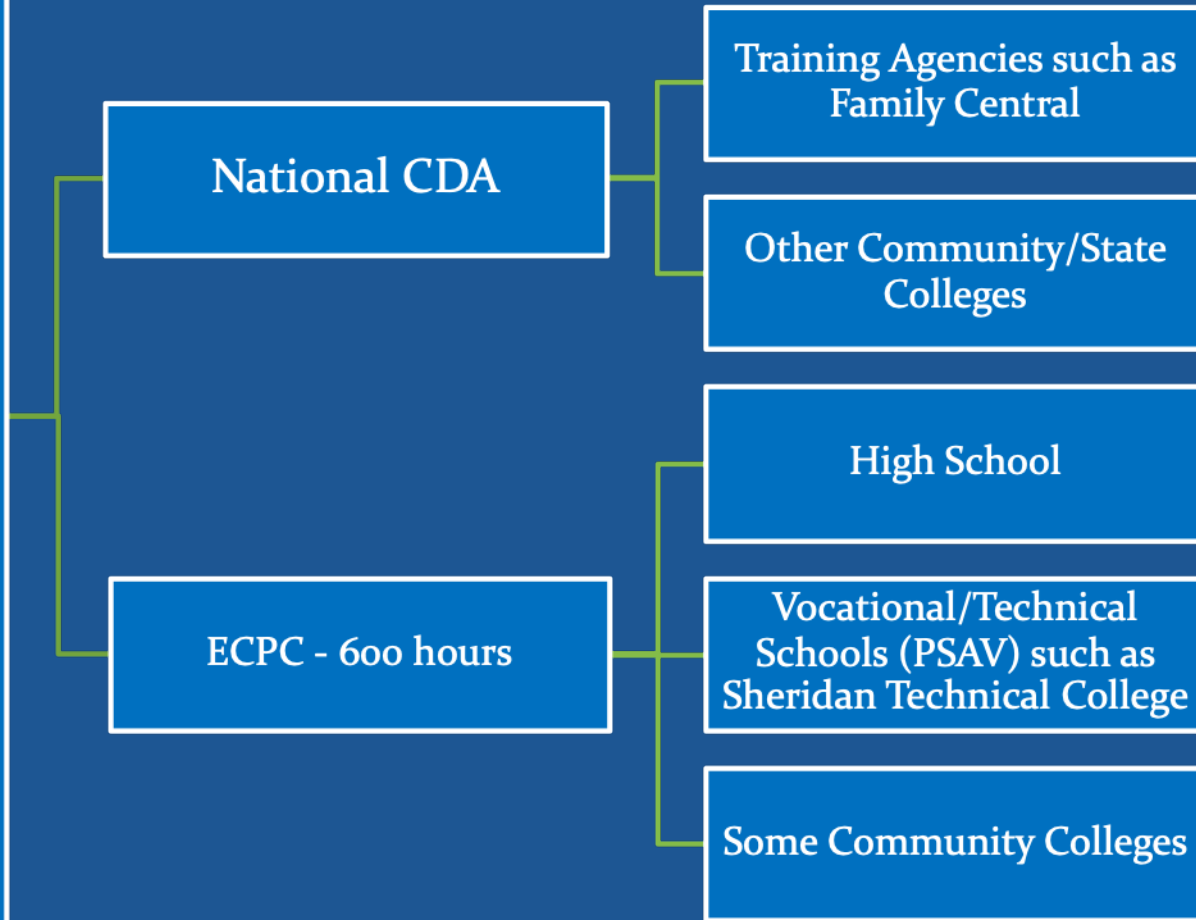 National CDA
Training Agencies such as
Family Central
Other Community/State
Colleges
ECPC - 600 hours
High School
Vocational/Technical
Schools (PSAV) such as
Sheridan Technical College
Some Community Colleges